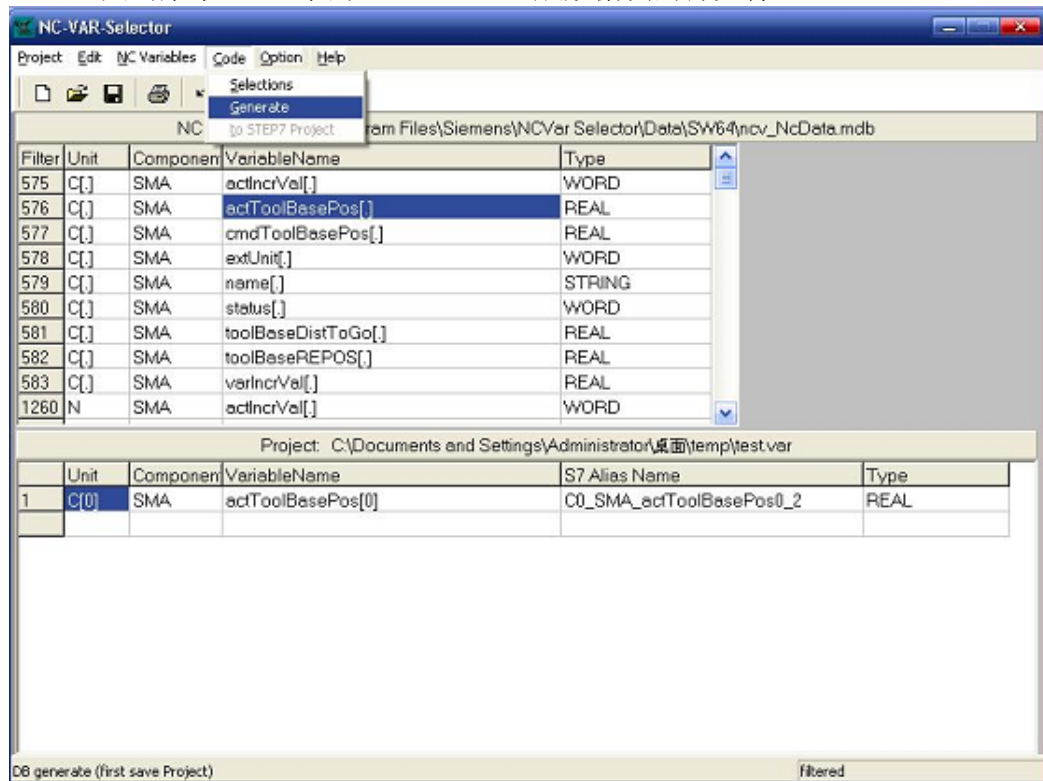 NC-VAR-Selector
Project Edit NC Variables Code Option Help
Selections
Generate
to STEP7 Project
NC ram Files\Siemens\NCVar Selector\Data\SW64\ncv_NcData.mdb
Filter Unit Componen VariableName Type
575 C[.] SMA actIncrVal[.] WORD
576 C[.] SMA actToolBasePos[.] REAL
577 C[.] SMA cmdToolBasePos[.] REAL
578 C[.] SMA extUnit[.] WORD
579 C[.] SMA name[.] STRING
580 C[.] SMA status[.] WORD
581 C[.] SMA toolBaseDistToGo[.] REAL
582 C[.] SMA toolBaseREPOS[.] REAL
583 C[.] SMA varIncrVal[.] REAL
1260 N SMA actIncrVal[.] WORD
Project: C:\Documents and Settings\Administrator\桌面\temp\test.var
Unit Componen VariableName S7 Alias Name Type
1 C[0] SMA actToolBasePos[0] C0_SMA_actToolBasePos0_2 REAL
DB generate (first save Project) filtered